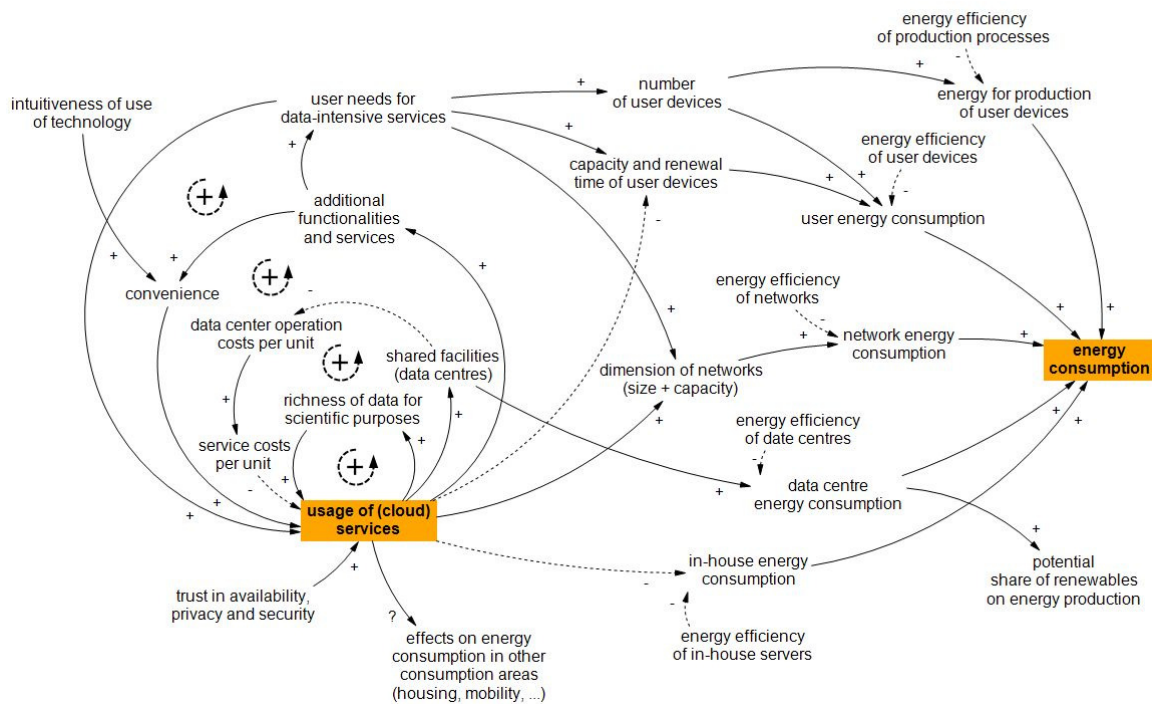 energy efficiency
of production processes
intuitiveness of use
of technology
user needs for
data-intensive services
+
number
of user devices
+
-
energy for production
of user devices
+
+
capacity and renewal
time of user devices
energy efficiency
of user devices
+
additional
functionalities
and services
+
+
+
-
user energy consumption
-
+
+
convenience
+
+
-
data center operation
costs per unit
energy efficiency
of networks
+
shared facilities
(data centres)
+
-
+
network energy
consumption
+
+
+
energy
consumption
dimension of networks
(size + capacity)
+
richness of data for
scientific purposes
+
+
+
+
+
energy efficiency
of date centres
service costs
per unit
+
+
-
-
+
data centre
energy consumption
+
+
+
usage of (cloud)
services
+
in-house energy
consumption
-
potential
share of renewables
on energy production
trust in availability,
privacy and security
+
?
-
energy efficiency
of in-house servers
effects on energy
consumption in other
consumption areas
(housing, mobility, ...)